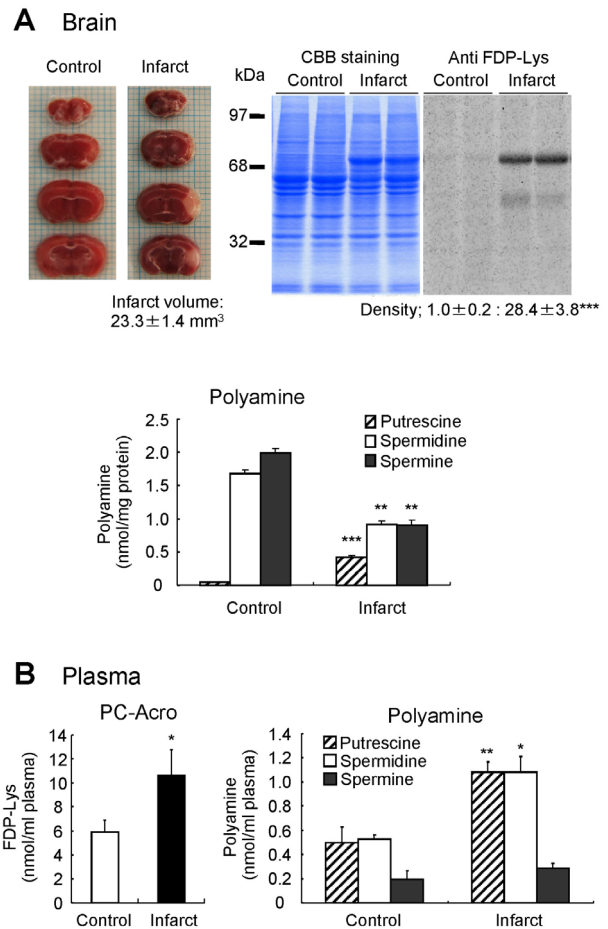 A Brain
Control Infarct
Infarct volume:
23.3±1.4 mm3
kDa
CBB staining Anti FDP-Lys
Control Infarct Control Infarct
97
68
32
Density; 1.0±0.2 : 28.4±3.8***
Polyamine
Putrescine
Spermidine
Spermine
Polyamine
(nmol/mg protein)
2.5
2.0
1.5
1.0
0.5
0
*** ** **
Control Infarct
B Plasma
PC-Acro
FDP-Lys
(nmol/ml plasma)
14
12
10
8
6
4
2
0
*
Control Infarct
Polyamine
Putrescine
Spermidine
Spermine
Polyamine
(nmol/ml plasma)
1.4
1.2
1.0
0.8
0.6
0.4
0.2
0
** *
Control Infarct